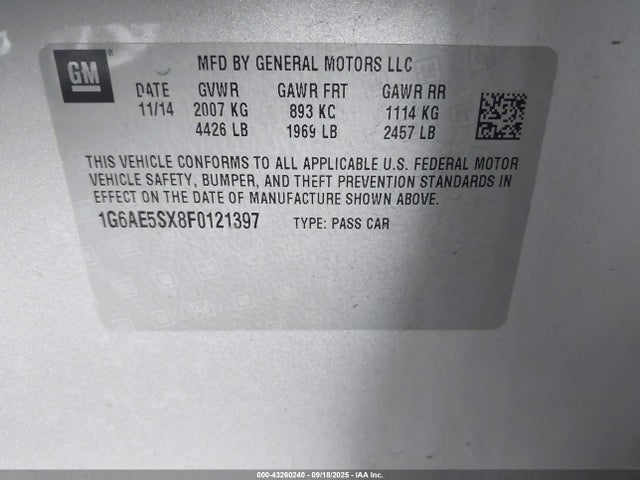 GM ®
MFD BY GENERAL MOTORS LLC
DATE GVWR GAWR FRT GAWR RR
11/14 2007 KG 893 KG 1114 KG
4426 LB 1969 LB 2457 LB
THIS VEHICLE CONFORMS TO ALL APPLICABLE U.S. FEDERAL MOTOR
VEHICLE SAFETY, BUMPER, AND THEFT PREVENTION STANDARDS IN
EFFECT ON THE DATE OF MANUFACTURE SHOWN ABOVE.
1G6AE5SX8F0121397 TYPE: PASS CAR
000-43260240 - 09/18/2025 - IAA Inc.